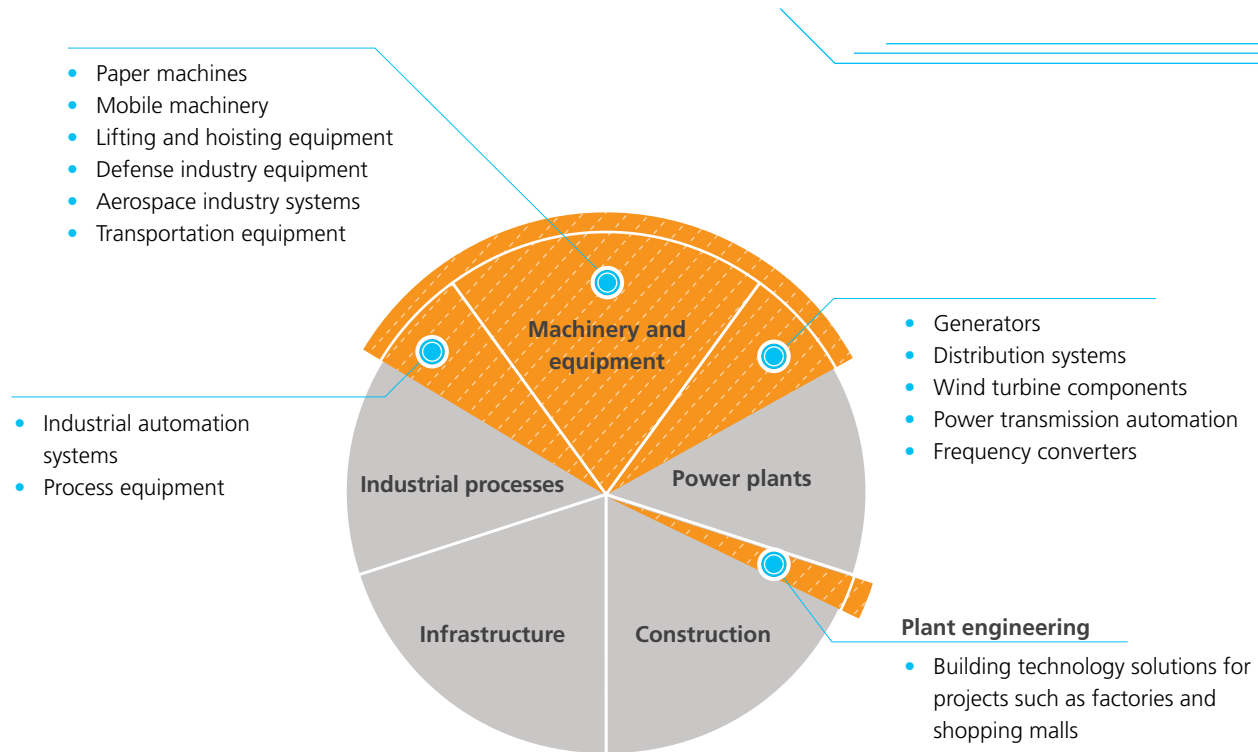 • Paper machines
• Mobile machinery
• Lifting and hoisting equipment
• Defense industry equipment
• Aerospace industry systems
• Transportation equipment
Machinery and
equipment
• Generators
• Distribution systems
• Wind turbine components
• Power transmission automation
• Frequency converters
• Industrial automation
systems
• Process equipment
Industrial processes
Power plants
Infrastructure
Construction
Plant engineering
• Building technology solutions for
projects such as factories and
shopping malls